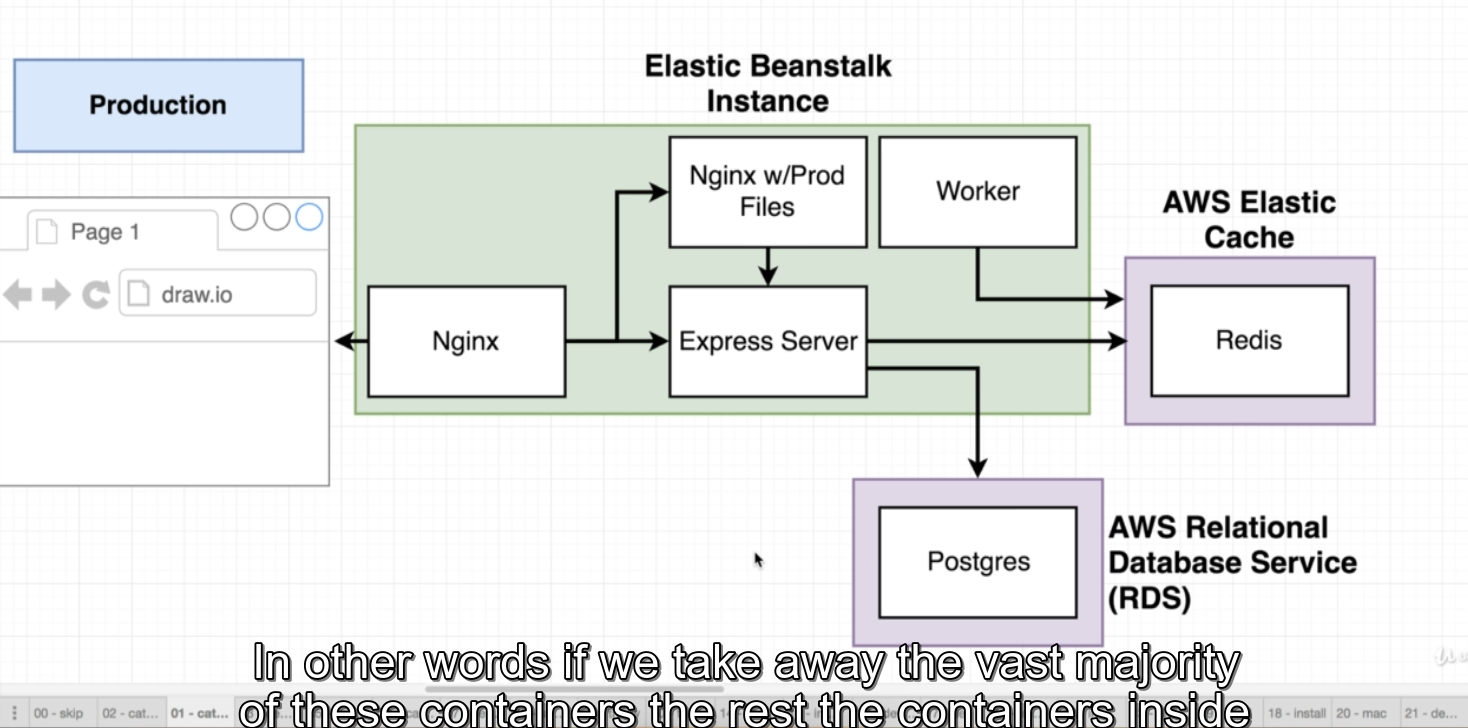 Production
Elastic Beanstalk
Instance
Nginx w/Prod
Files
Worker
AWS Elastic
Cache
Page 1
draw.io
Nginx
Express Server
Redis
Postgres
AWS Relational
Database Service
(RDS)
In other words if we take away the vast majority
of these containers the rest the containers inside
00 - skip
02 - cat...
01 - cat...
18 - install
20 - mac
21 - de...